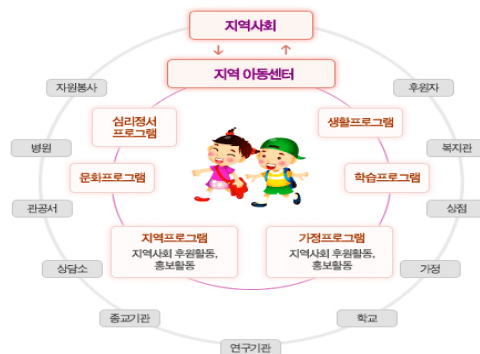 지역사회
지역 아동센터
자원봉사
후원자
심리정서
프로그램
생활프로그램
병원
복지관
문화프로그램
학습프로그램
관공서
상점
지역프로그램
지역사회 후원활동,
홍보활동
가정프로그램
지역사회 후원활동,
홍보활동
상담소
가정
종교기관
학교
연구기관